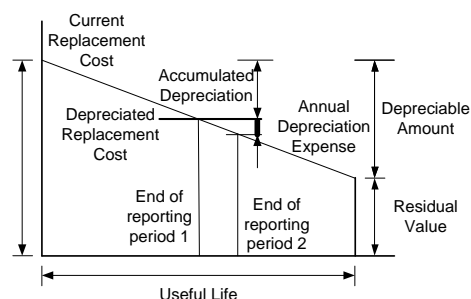 Current
Replacement
Cost
Accumulated
Depreciation
Depreciated
Replacement
Cost
Annual
Depreciation
Expense
Depreciable
Amount
End of
reporting
period 1
End of
reporting
period 2
Residual
Value
Useful Life